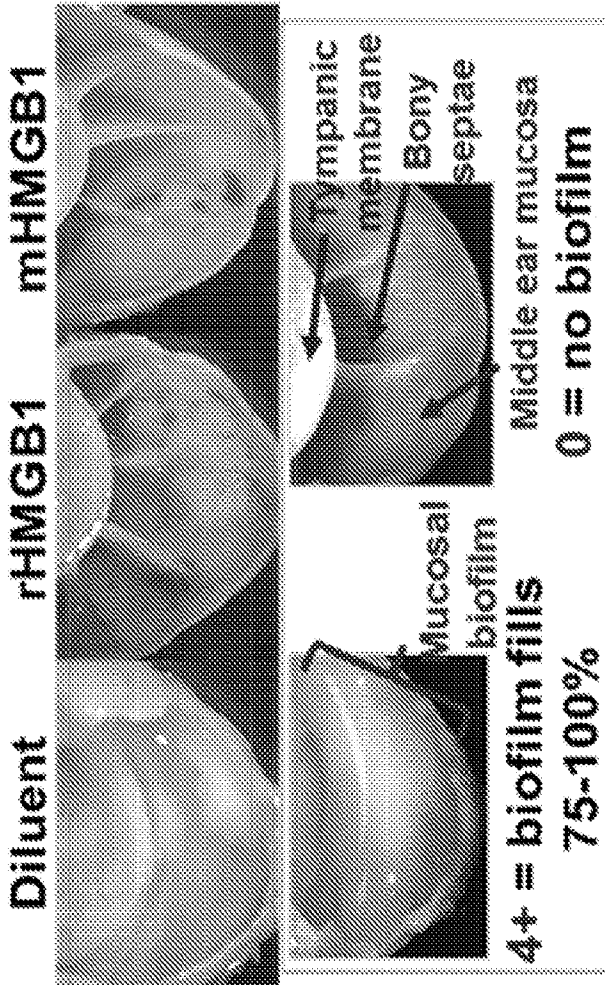 Diluent
rHMGB1
mHMGB1
Mucosal
biofilm
4+ = biofilm fills
75-100%
Tympanic
membrane
Bony
septae
Middle ear mucosa
0 = no biofilm